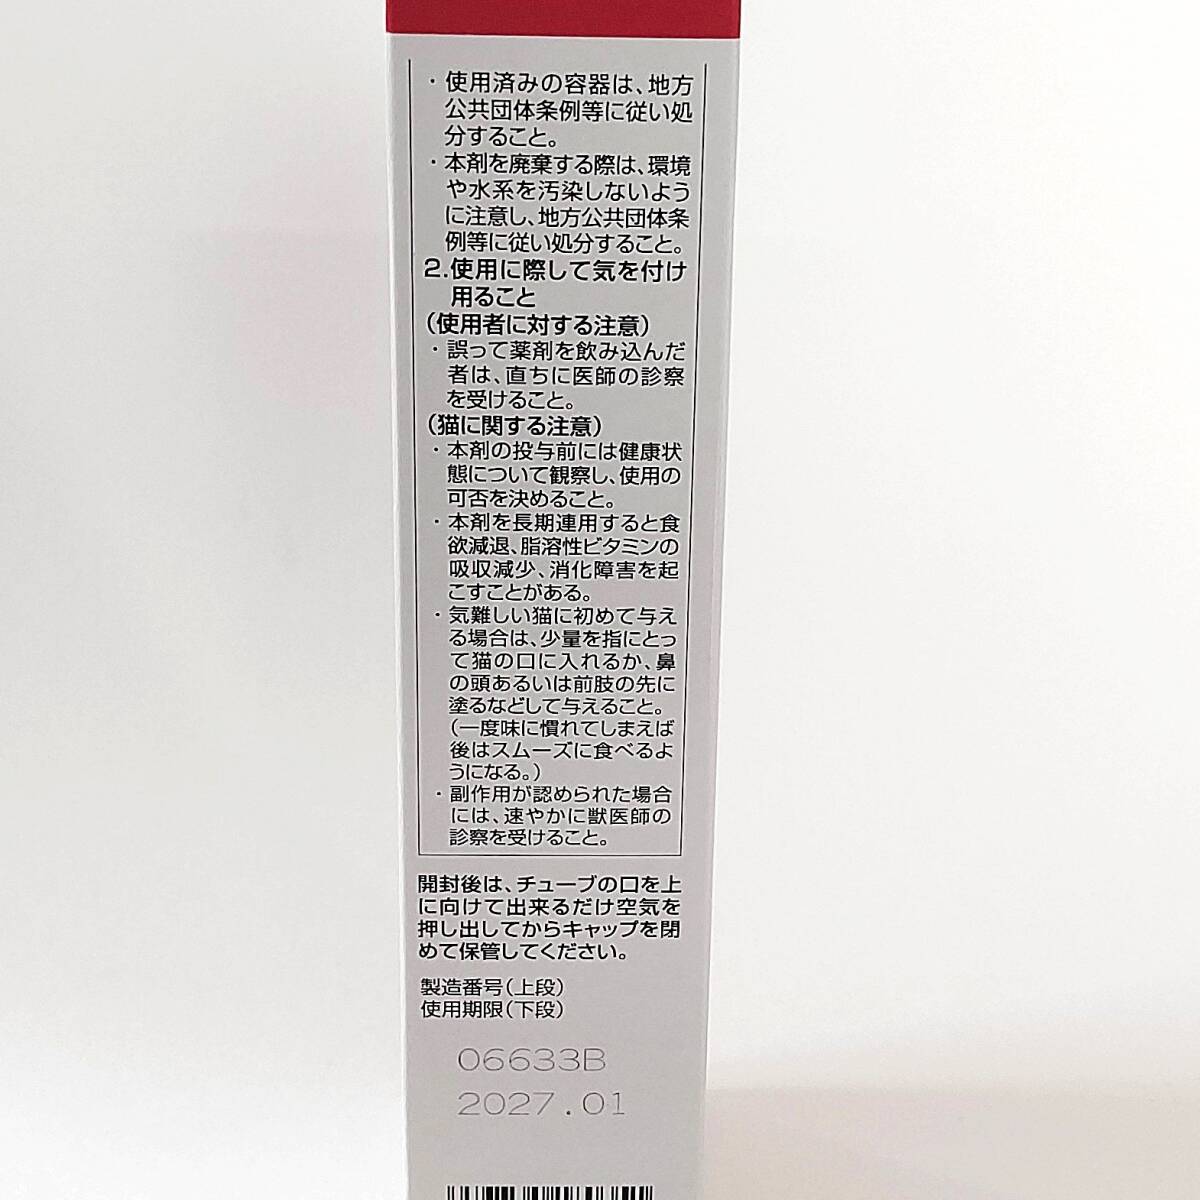 ・使用済みの容器は、地方
公共団体条例等に従い処
分すること。
・本剤を廃棄する際は、環境
や水系を汚染しないよう
に注意し、地方公共団体条
例等に従い処分すること。
2.使用に際して気を付け
用ること
(使用者に対する注意)
・誤って薬剤を飲み込んだ
者は、直ちに医師の診察
を受けること。
(猫に関する注意)
・本剤の投与前には健康状
態について観察し、使用の
可否を決めること。
・本剤を長期連用すると食
欲減退、脂溶性ビタミンの
吸収減少、消化障害を起
こすことがある。
・気難しい猫に初めて与え
る場合は、少量を指にとっ
て猫の口に入れるか、鼻
の頭あるいは前肢の先に
塗るなどして与えること。
(一度味に慣れてしまえば
後はスムーズに食べるよ
うになる。)
・副作用が認められた場合
には、速やかに獣医師の
診察を受けること。
開封後は、チューブの口を上
に向けて出来るだけ空気を
押し出してからキャップを閉
めて保管してください。
製造番号(上段)
使用期限(下段)
06633B
2027.01